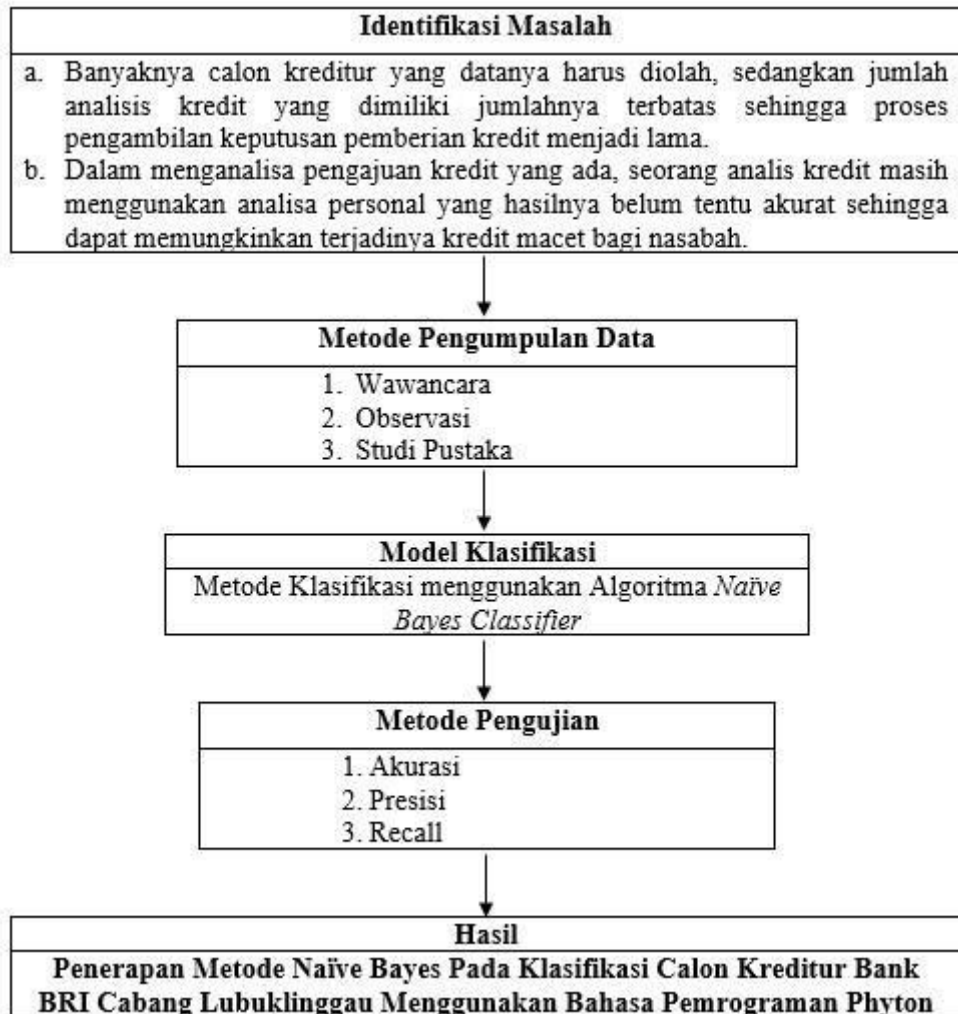 Identifikasi Masalah
a. Banyaknya calon kreditur yang datanya harus diolah, sedangkan jumlah
analisis kredit yang dimiliki jumlahnya terbatas sehingga proses
pengambilan keputusan pemberian kredit menjadi lama.
b. Dalam menganalisa pengajuan kredit yang ada, seorang analis kredit masih
menggunakan analisa personal yang hasilnya belum tentu akurat sehingga
dapat memungkinkan terjadinya kredit macet bagi nasabah.
Metode Pengumpulan Data
1. Wawancara
2. Observasi
3. Studi Pustaka
Model Klasifikasi
Metode Klasifikasi menggunakan Algoritma Naïve
Bayes Classifier
Metode Pengujian
1. Akurasi
2. Presisi
3. Recall
Hasil
Penerapan Metode Naïve Bayes Pada Klasifikasi Calon Kreditur Bank
BRI Cabang Lubuklinggau Menggunakan Bahasa Pemrograman Phyton